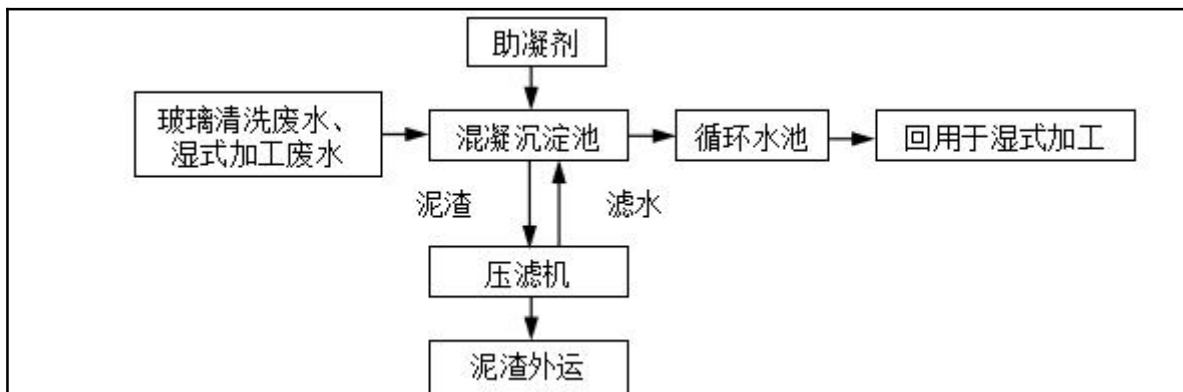 助凝剂
玻璃清洗废水、
湿式加工废水
混凝沉淀池
循环水池
回用于湿式加工
泥渣
滤水
压滤机
泥渣外运